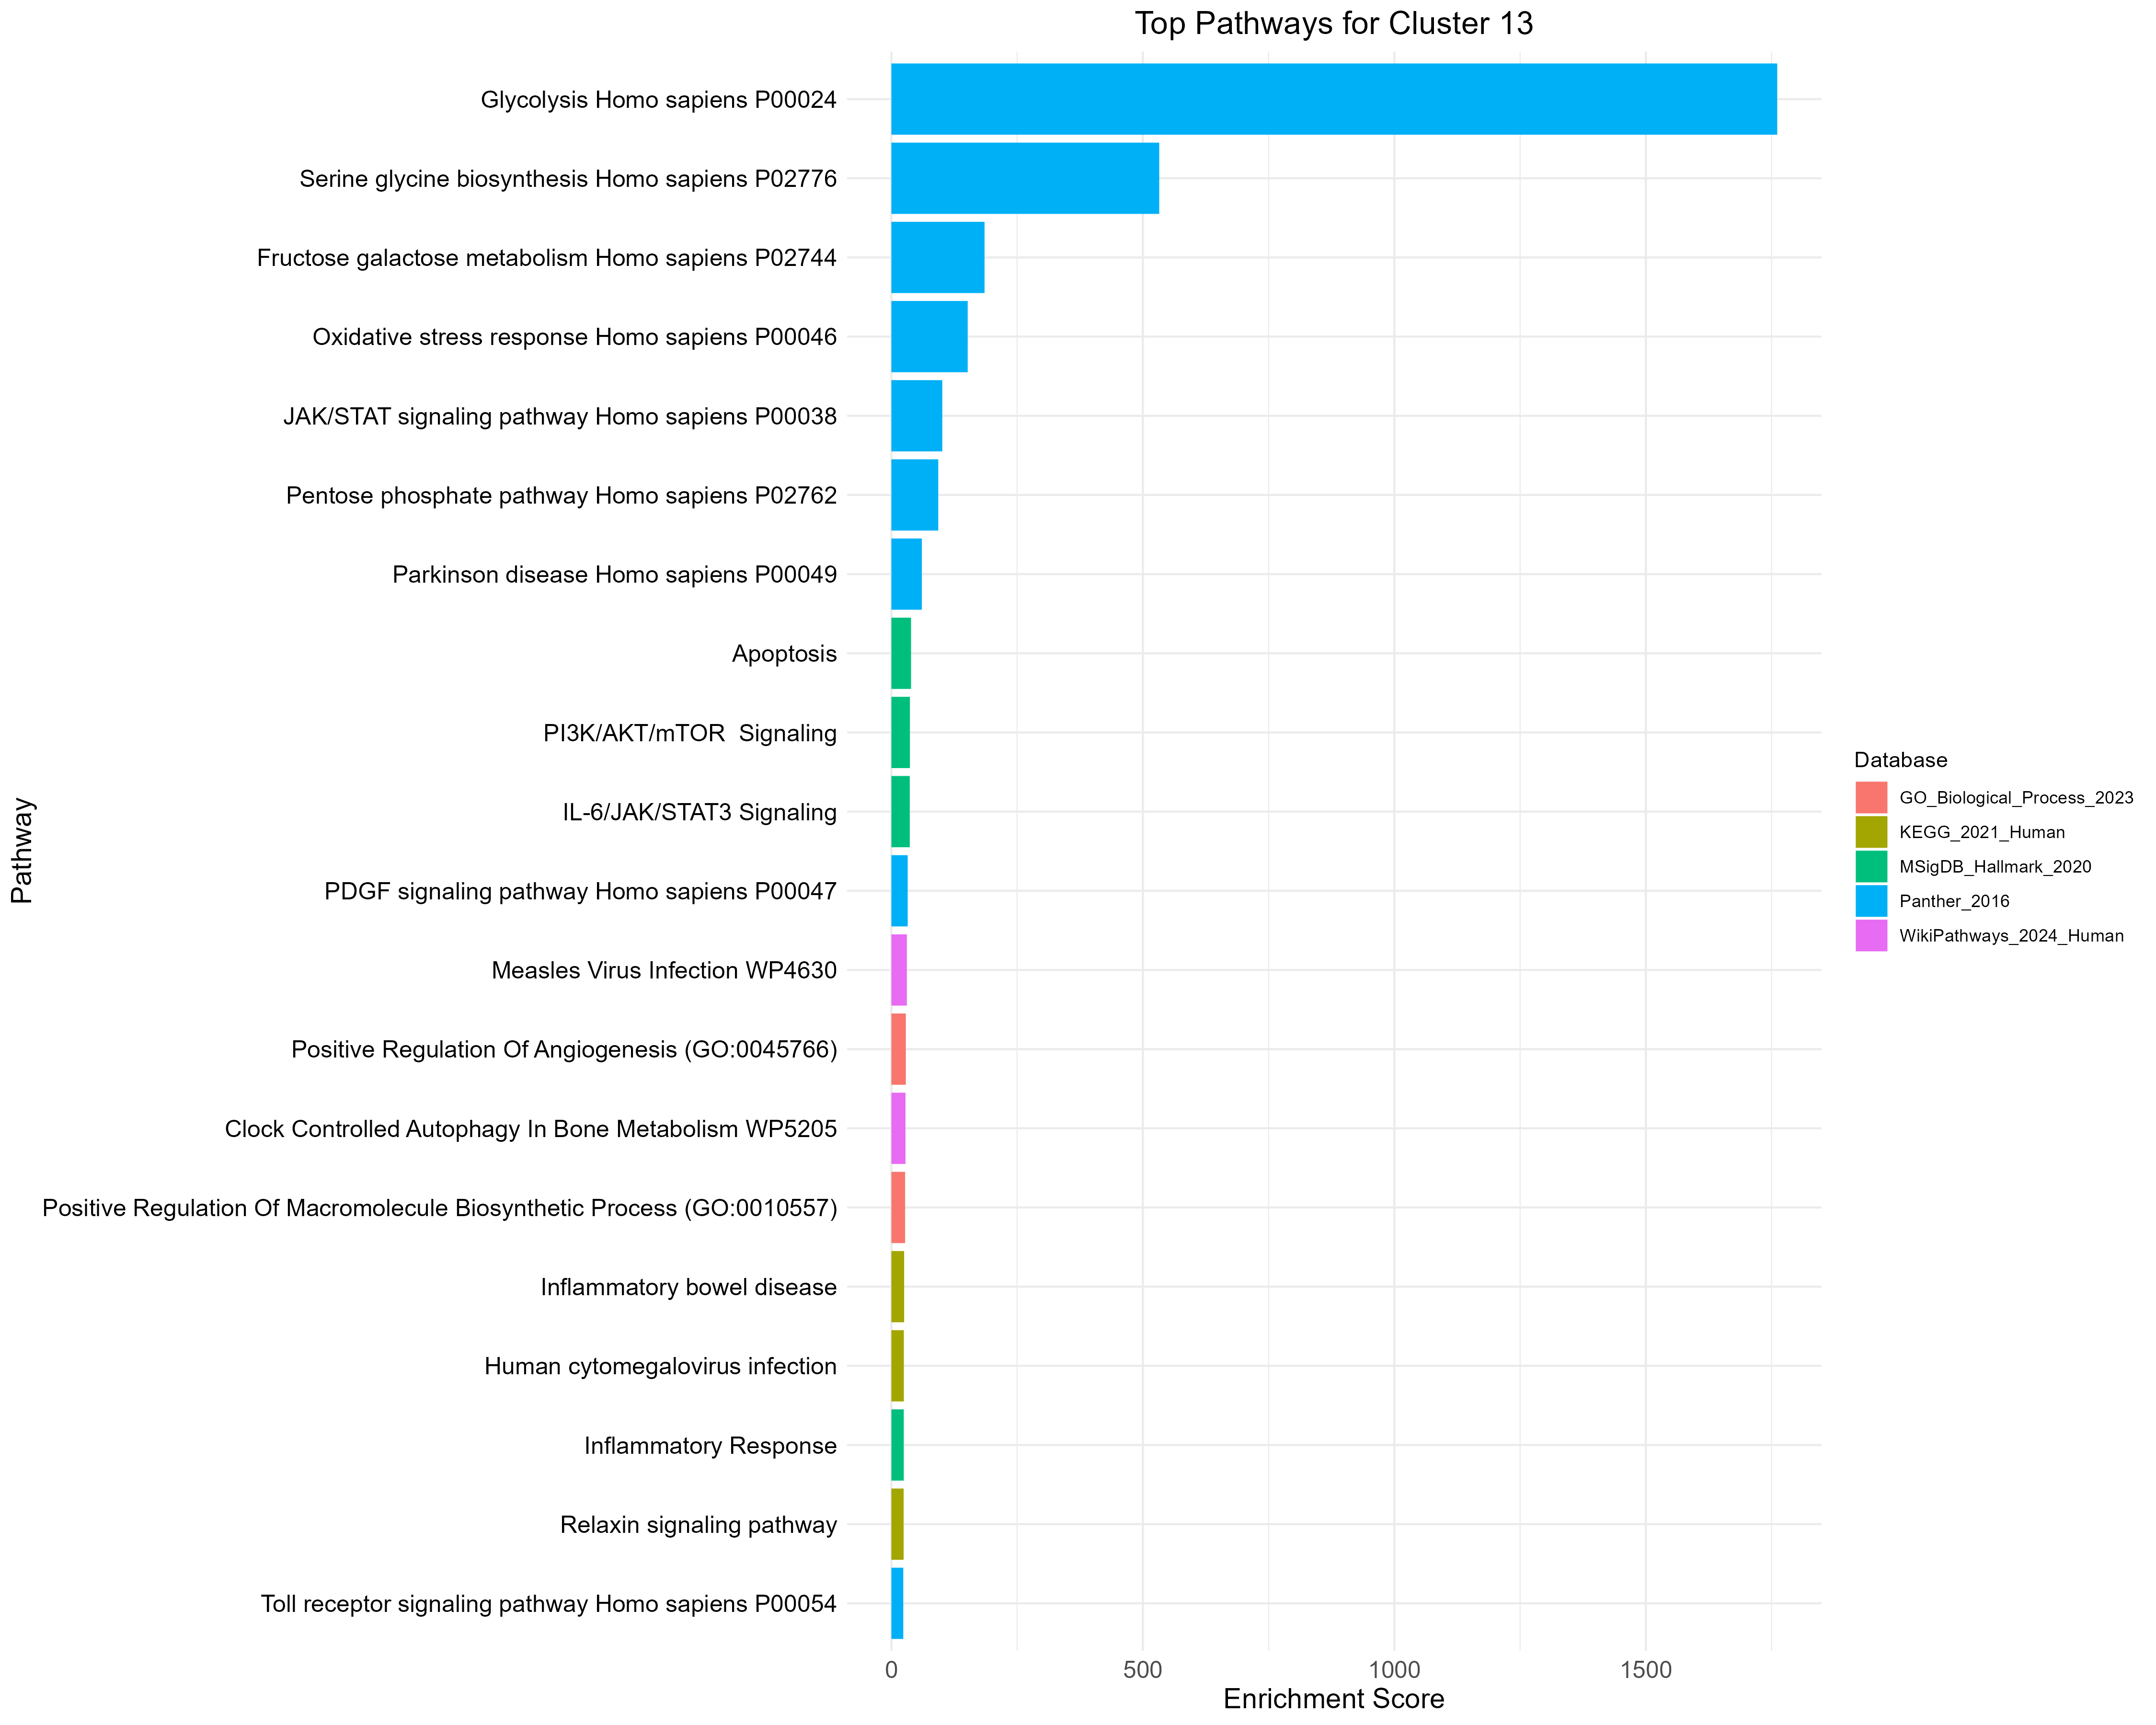 Top Pathways for Cluster 13
Glycolysis Homo sapiens P00024
Serine glycine biosynthesis Homo sapiens P02776
Fructose galactose metabolism Homo sapiens P02744
Oxidative stress response Homo sapiens P00046
JAK/STAT signaling pathway Homo sapiens P00038
Pentose phosphate pathway Homo sapiens P02762
Parkinson disease Homo sapiens P00049
Apoptosis
PI3K/AKT/mTOR  Signaling
IL-6/JAK/STAT3 Signaling
PDGF signaling pathway Homo sapiens P00047
Measles Virus Infection WP4630
Positive Regulation Of Angiogenesis (GO:0045766)
Clock Controlled Autophagy In Bone Metabolism WP5205
Positive Regulation Of Macromolecule Biosynthetic Process (GO:0010557)
Inflammatory bowel disease
Human cytomegalovirus infection
Inflammatory Response
Relaxin signaling pathway
Toll receptor signaling pathway Homo sapiens P00054
Pathway
0 500 1000 1500
Enrichment Score
Database
GO_Biological_Process_2023
KEGG_2021_Human
MSigDB_Hallmark_2020
Panther_2016
WikiPathways_2024_Human